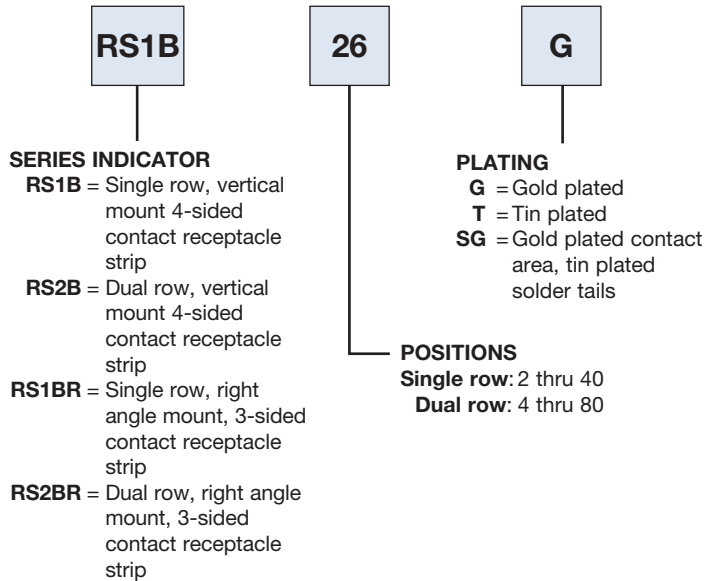 RS1B 26 G
SERIES INDICATOR
RS1B = Single row, vertical
mount 4-sided
contact receptacle
strip
RS2B = Dual row, vertical
mount 4-sided
contact receptacle
strip
RS1BR = Single row, right
angle mount, 3-sided
contact receptacle
strip
RS2BR = Dual row, right angle
mount, 3-sided
contact receptacle
strip
PLATING
G = Gold plated
T = Tin plated
SG = Gold plated contact
area, tin plated
solder tails
POSITIONS
Single row: 2 thru 40
Dual row: 4 thru 80